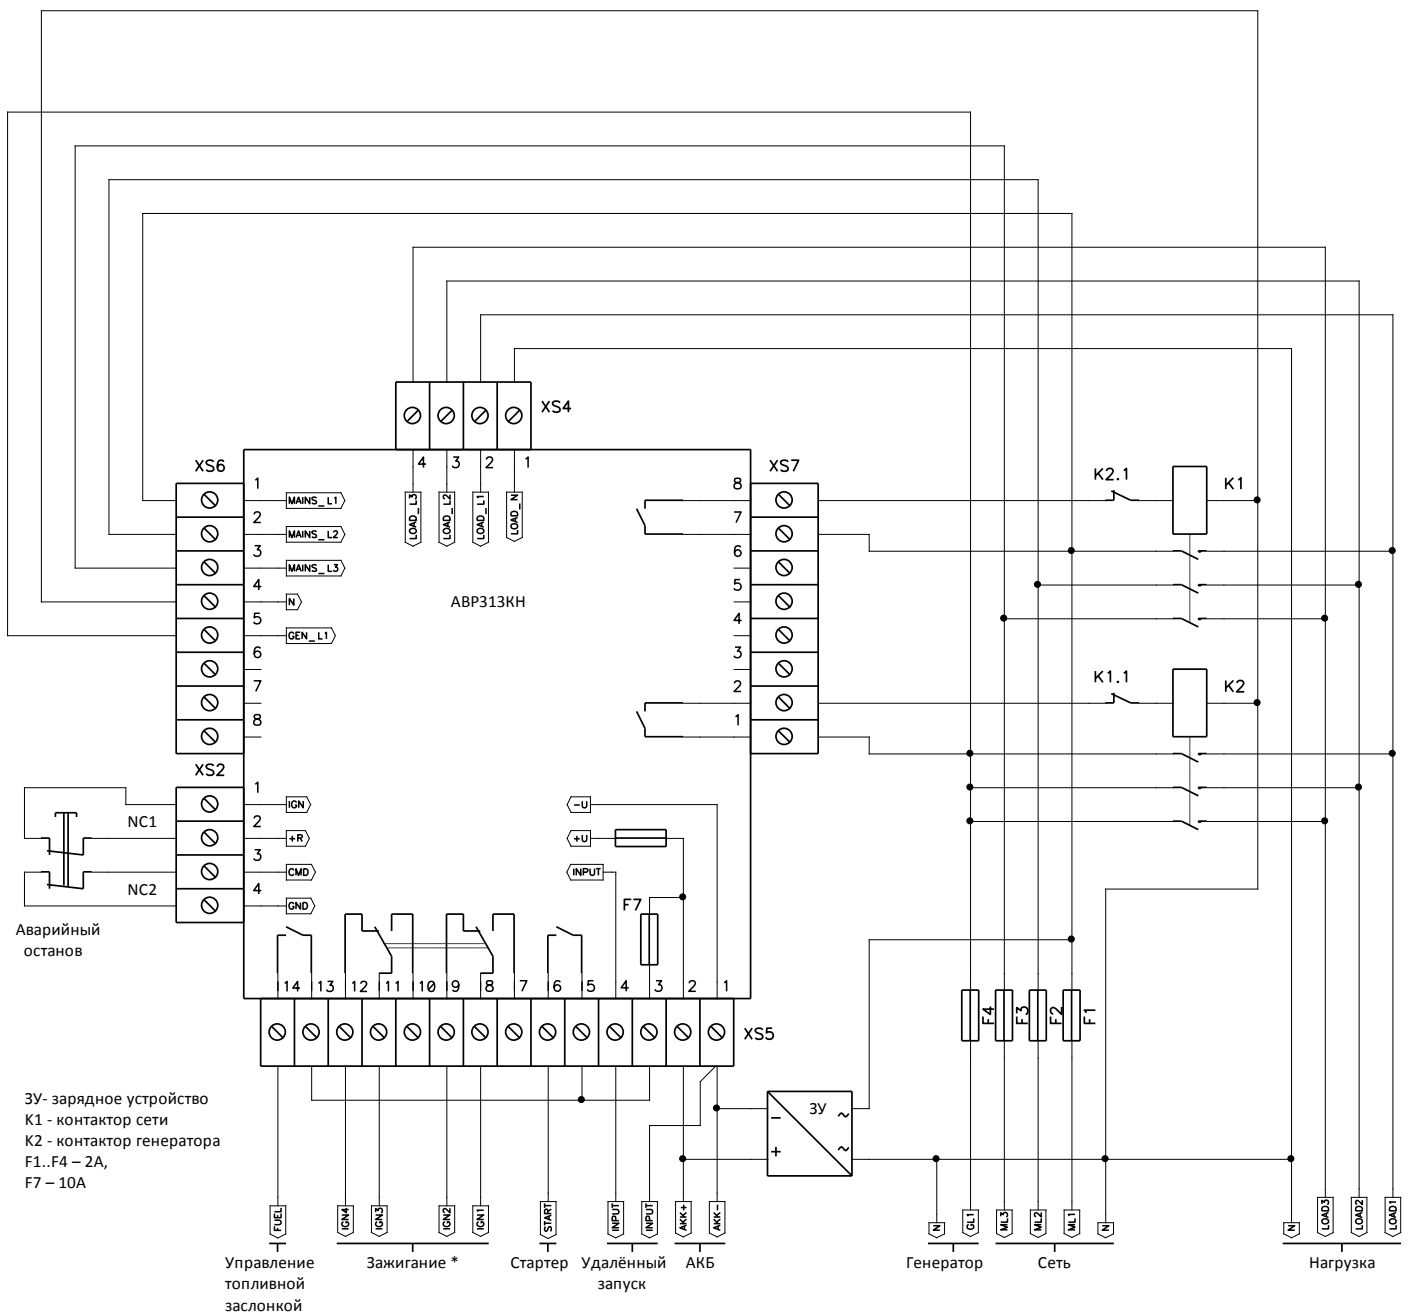 XS4
XS6
XS7
4 3 2 1
LOAD_L3
LOAD_L2
LOAD_L1
LOAD_N
1
MAINS_L1
2
MAINS_L2
3
MAINS_L3
4
N
5
GEN_L1
6
7
8
АВР313КН
8
7
6
5
4
3
2
1
K2.1
K1
K1.1
K2
XS2
1
IGN
NC1
2
+R
3
CMD
NC2
4
GND
-U
+U
INPUT
F7
Аварийный
останов
14 13 12 11 10 9 8 7 6 5 4 3 2 1
XS5
F4
F3
F2
F1
ЗУ- зарядное устройство
К1 - контактор сети
К2 - контактор генератора
F1..F4 – 2А,
F7 – 10А
ЗУ
−
+
~
~
FUEL
IGN4
IGN3
IGN2
IGN1
START
INPUT
INPUT
AKK+
AKK-
N
GL1
ML3
ML2
ML1
N
N
LOAD3
LOAD2
LOAD1
Управление
топливной
заслонкой
Зажигание *
Стартер
Удалённый
запуск
АКБ
Генератор
Сеть
Нагрузка